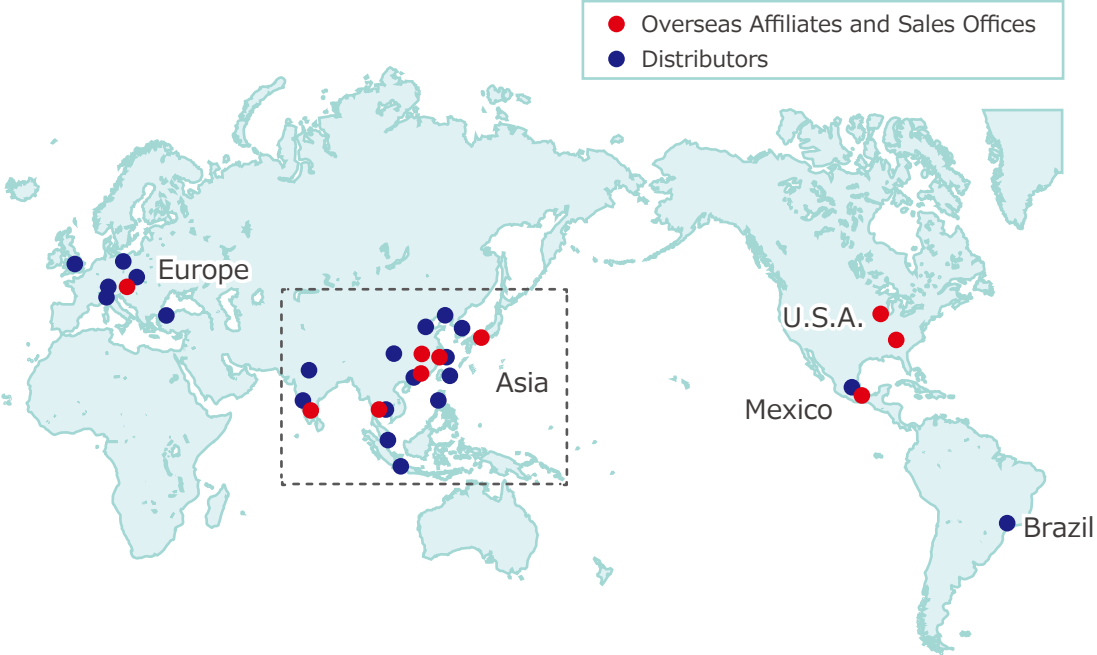 Overseas Affiliates and Sales Offices
Distributors
Europe
U.S.A.
Asia
Mexico
Brazil